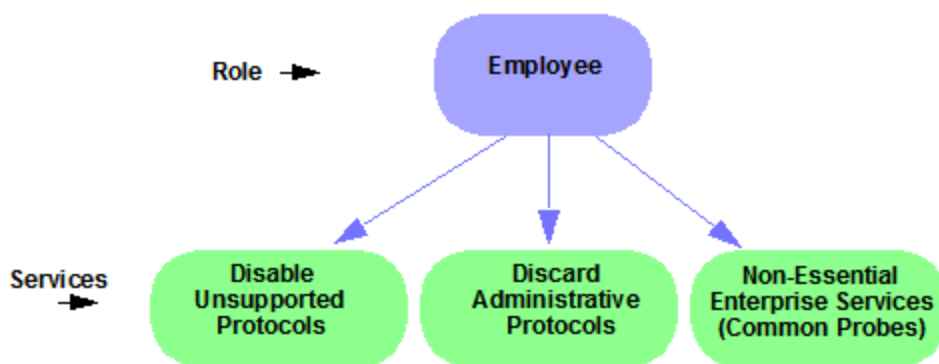 Role
Employee
Services
Disable
Unsupported
Protocols
Discard
Administrative
Protocols
Non-Essential
Enterprise Services
(Common Probes)